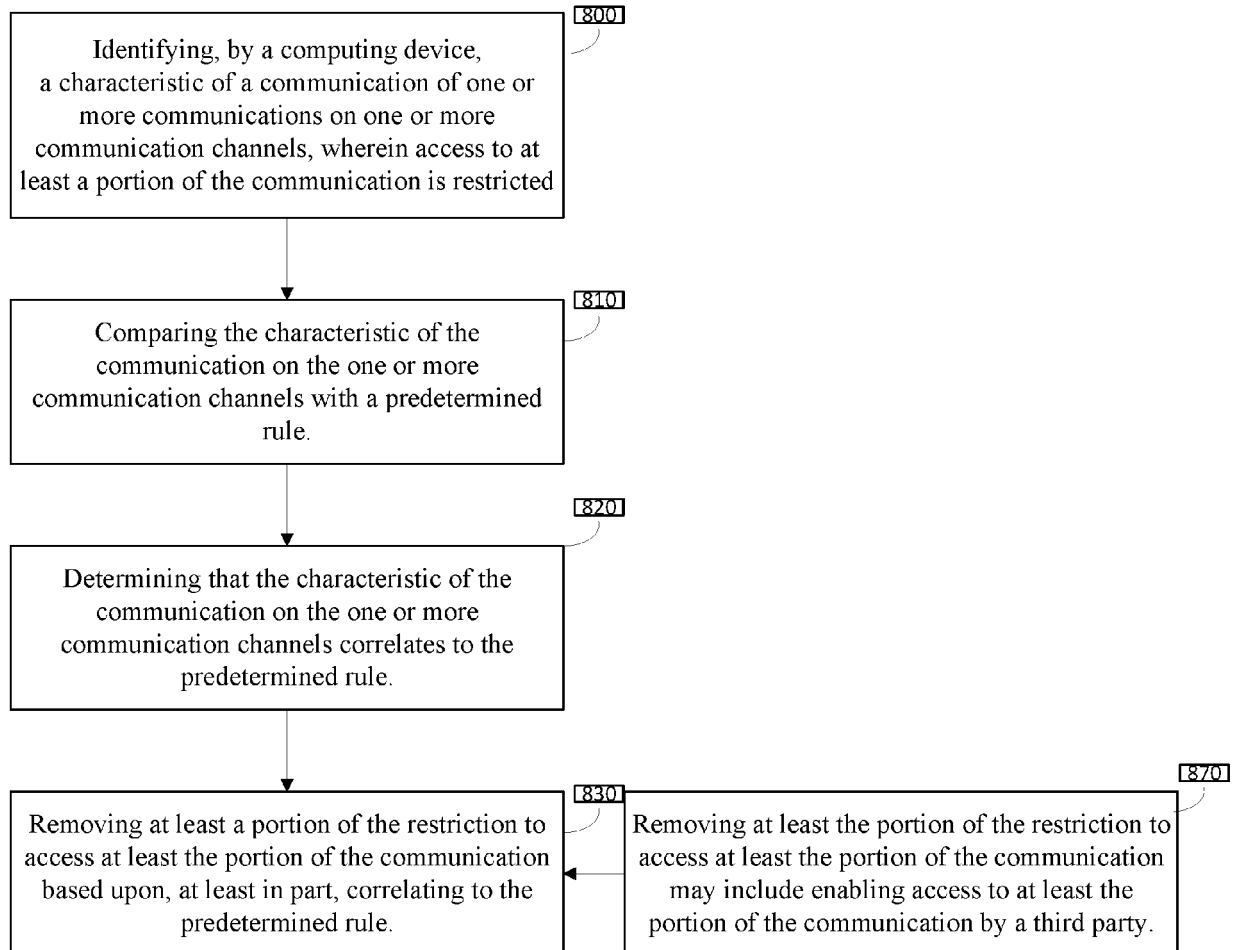 800
Identifying, by a computing device,
a characteristic of a communication of one or
more communications on one or more
communication channels, wherein access to at
least a portion of the communication is restricted
810
Comparing the characteristic of the
communication on the one or more
communication channels with a predetermined
rule.
820
Determining that the characteristic of the
communication on the one or more
communication channels correlates to the
predetermined rule.
830
Removing at least a portion of the restriction to
access at least the portion of the communication
based upon, at least in part, correlating to the
predetermined rule.
870
Removing at least the portion of the restriction to
access at least the portion of the communication
may include enabling access to at least the
portion of the communication by a third party.